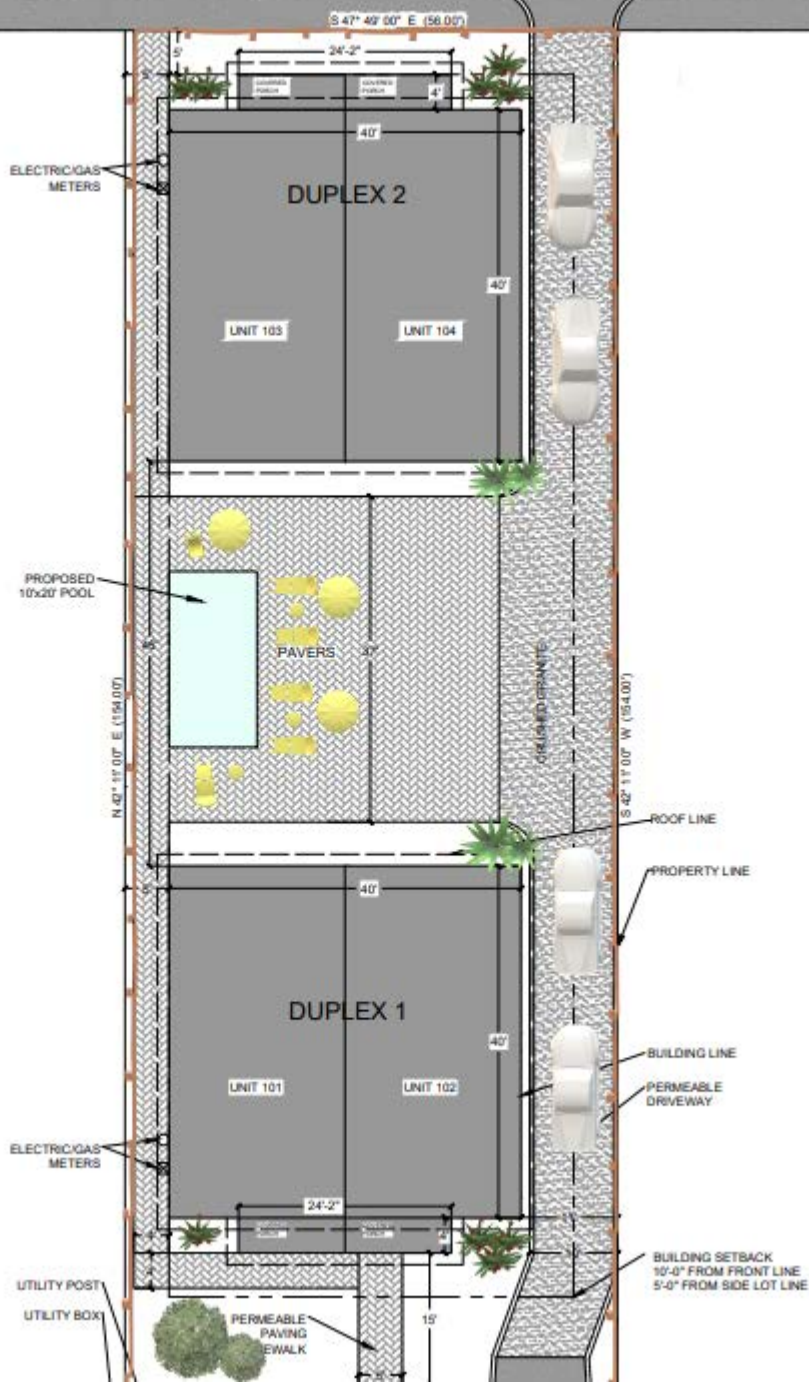 S 47° 49' 00" E (56.00')
5'
24'-2"
5'
COVERED
PORCH
COVERED
PORCH
4'
40'
ELECTRIC/GAS
METERS
DUPLEX 2
40'
UNIT 103
UNIT 104
PROPOSED
10'x20' POOL
PAVERS
37'
CRUSHED GRANITE
N 42° 11' 00" E (154.00')
S 42° 11' 00" W (154.00')
ROOF LINE
PROPERTY LINE
40'
DUPLEX 1
40'
BUILDING LINE
UNIT 101
UNIT 102
PERMEABLE
DRIVEWAY
ELECTRIC/GAS
METERS
24'-2"
BUILDING SETBACK
10'-0" FROM FRONT LINE
5'-0" FROM SIDE LOT LINE
UTILITY POST
UTILITY BOX
PERMEABLE
PAVING
EWALK
15'